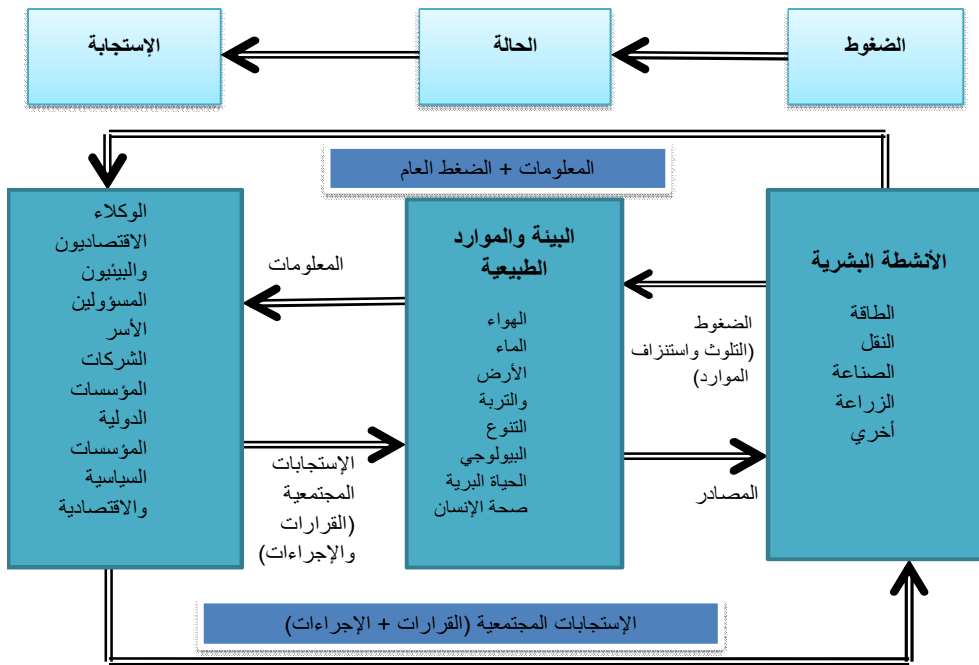 الضغوط
الحالة
الإستجابة
المعلومات + الضغط العام
الأنشطة البشرية
الطاقة
النقل
الصناعة
الزراعة
أخري
الضغوط
(التلوث واستنزاف
الموارد)
المصادر
البيئة والموارد
الطبيعية
الهواء
الماء
الأرض
والتربة
التنوع
البيولوجي
الحياة البرية
صحة الإنسان
المعلومات
الإستجابات
المجتمعية
(القرارات
والإجراءات)
الوكلاء
الاقتصاديون
والبيئيون
المسؤولين
الأسر
الشركات
المؤسسات
الدولية
المؤسسات
السياسية
والاقتصادية
الإستجابات المجتمعية (القرارات + الإجراءات)